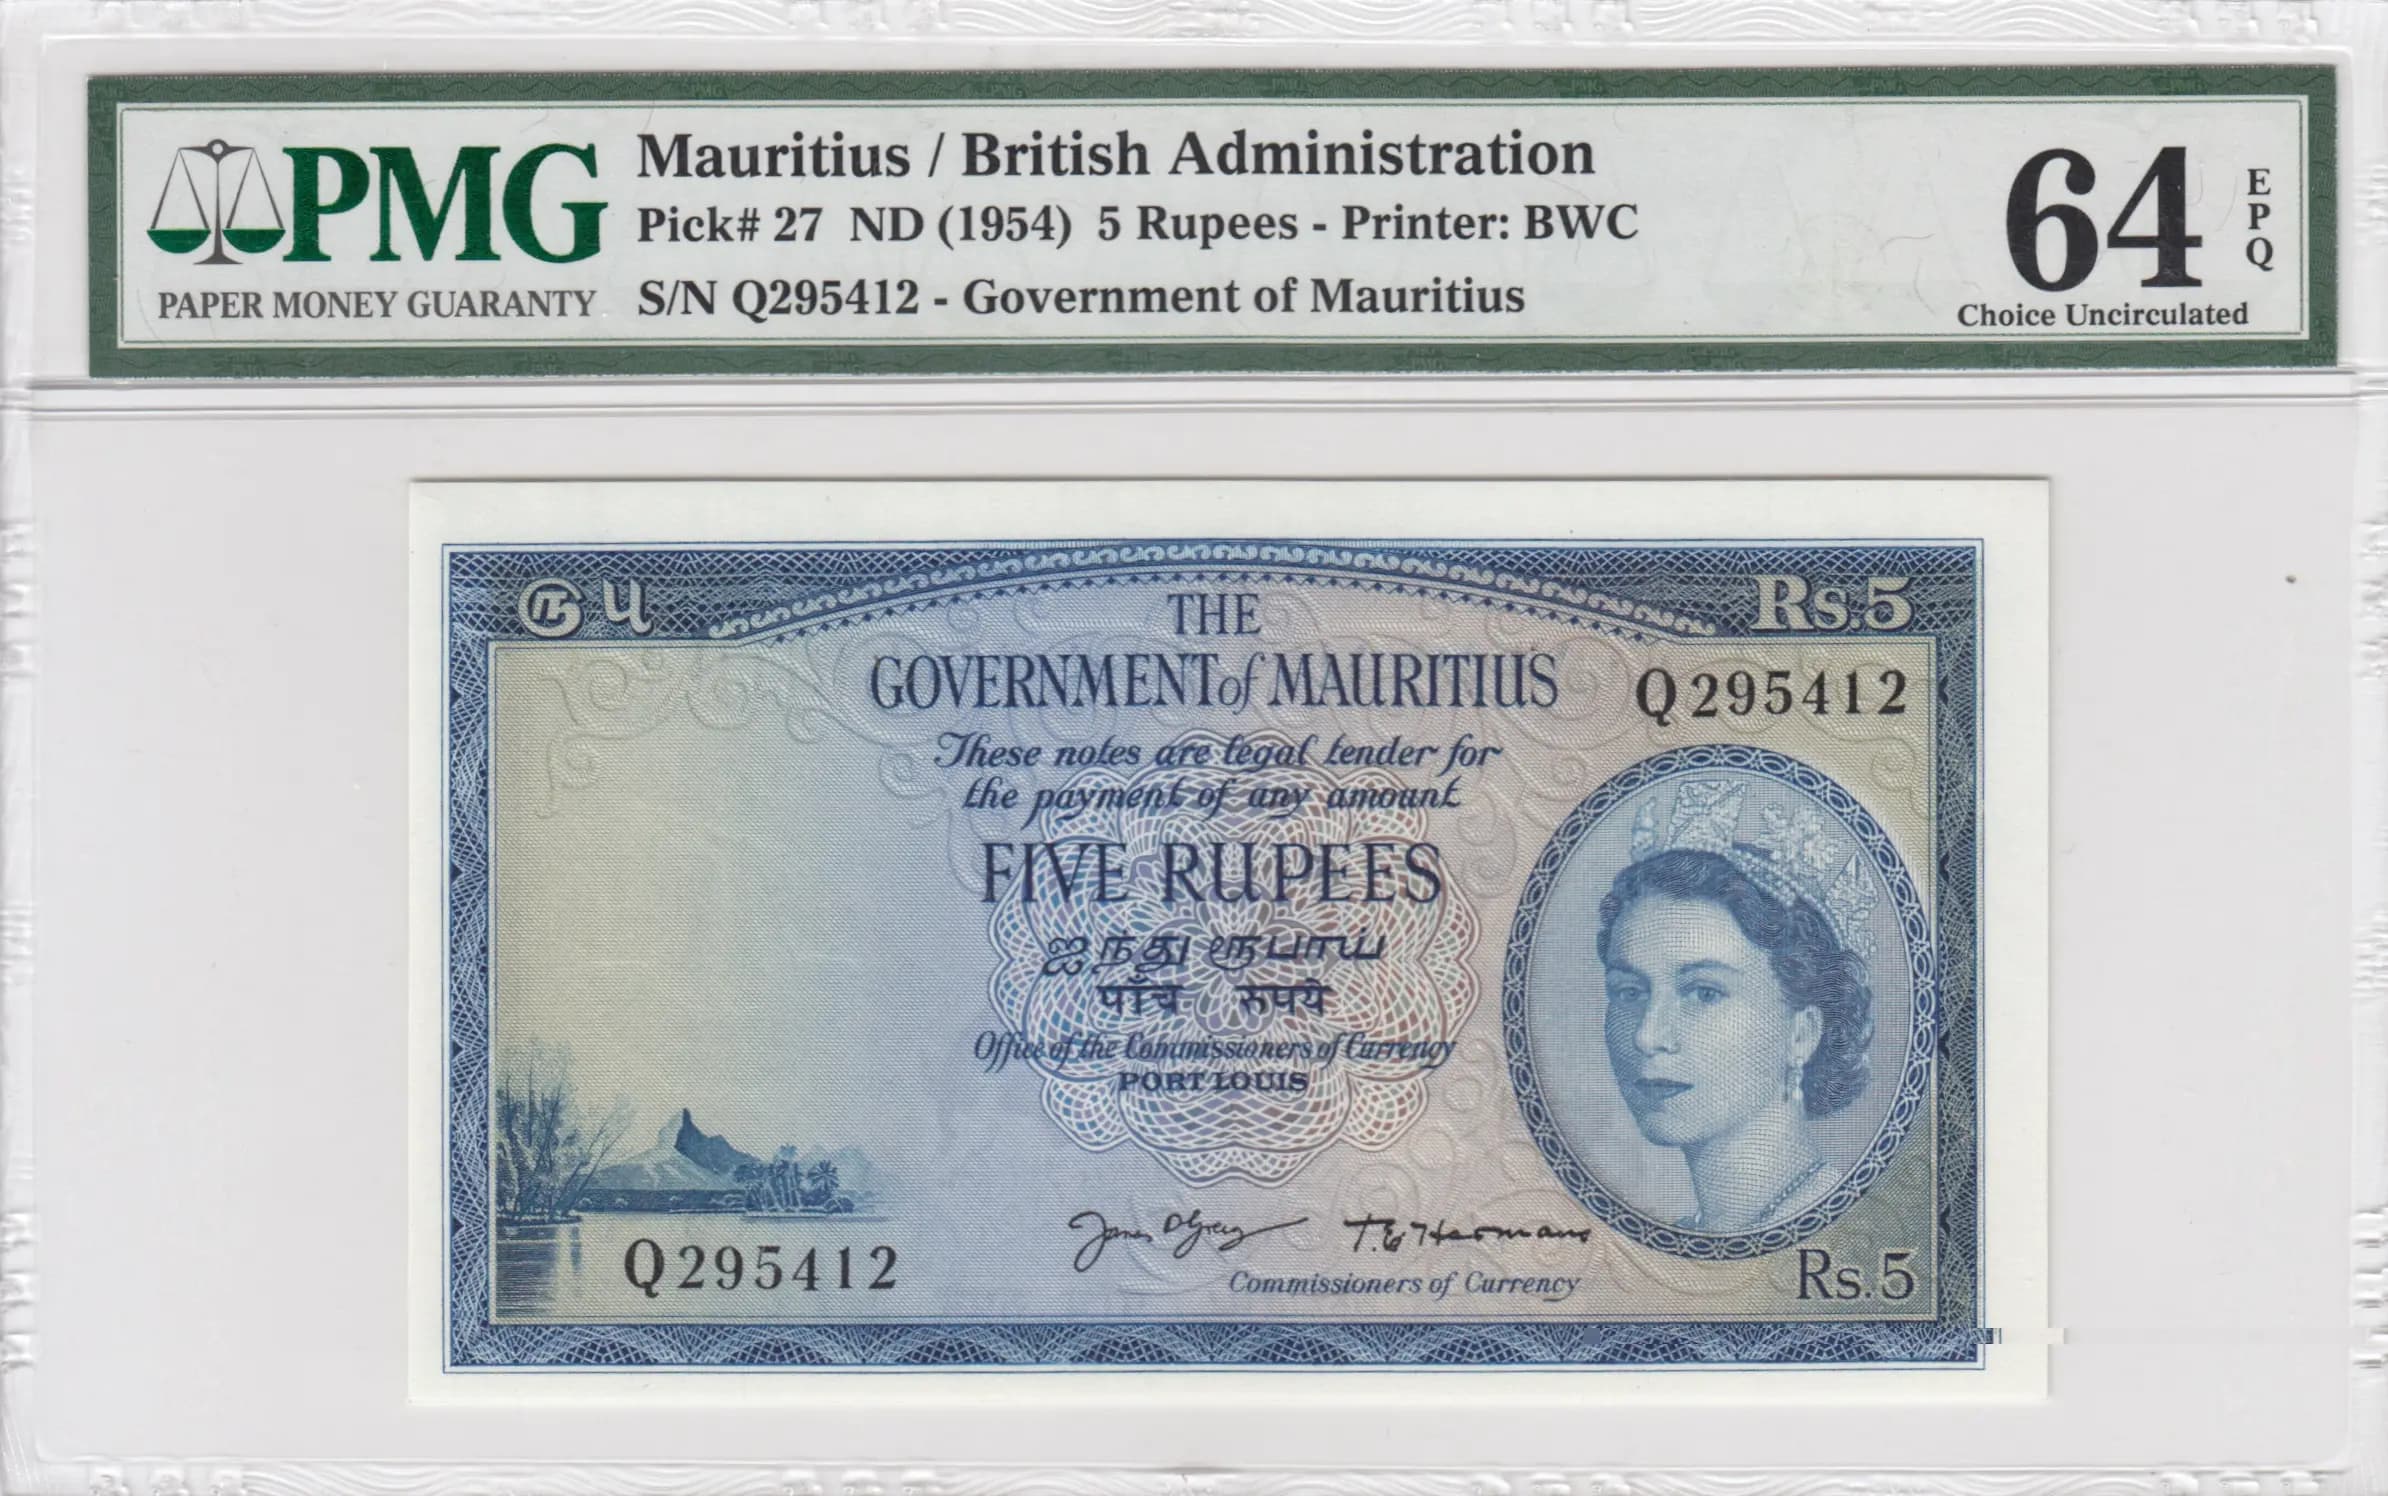 PMG
PAPER MONEY GUARANTY
Mauritius / British Administration
Pick# 27 ND (1954) 5 Rupees - Printer: BWC
S/N Q295412 - Government of Mauritius
64
EPQ
Choice Uncirculated
௫ ५
Rs.5
THE
GOVERNMENT of MAURITIUS
Q295412
These notes are legal tender for
the payment of any amount
FIVE RUPEES
ஐந்து ரூபாய்
पाँच रुपये
Office of the Commissioners of Currency
PORT LOUIS
Q295412
Commissioners of Currency
Rs.5